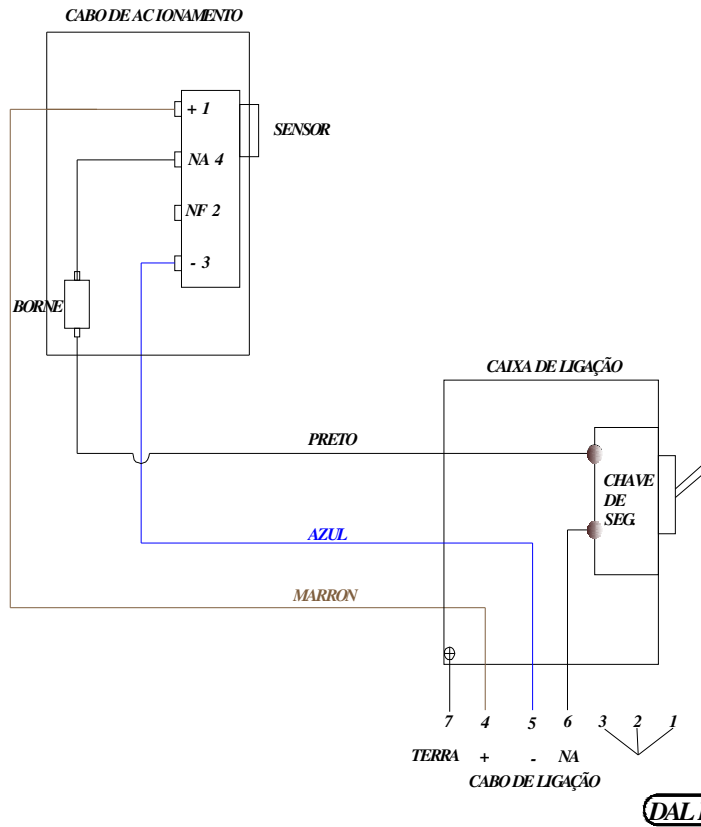 CABO DE ACIONAMENTO
+ 1
SENSOR
NA 4
NF 2
- 3
BORNE
CAIXA DE LIGAÇÃO
PRETO
CHAVE
DE
SEG.
AZUL
MARRON
7 4 5 6 3 2 1
TERRA + - NA
CABO DE LIGAÇÃO
DAL